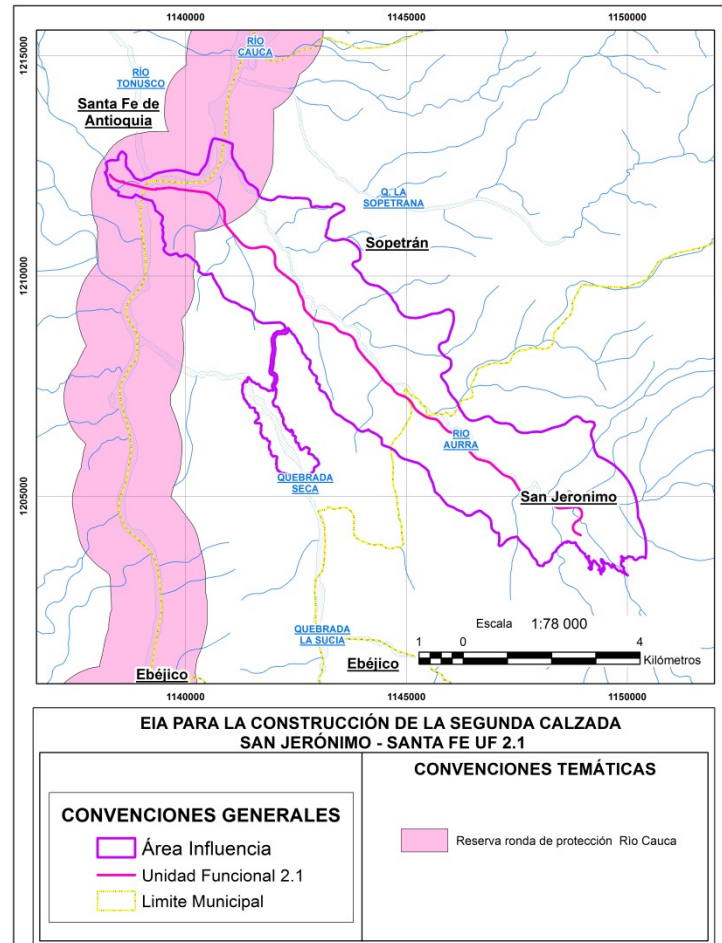 1140000
1145000
1150000
1215000
1210000
1205000
RÍO
CAUCA
RÍO
TONUSCO
Santa Fe de
Antioquia
Q. LA
SOPETRANA
Sopetrán
RÍO
AURRA
QUEBRADA
SECA
San Jeronimo
QUEBRADA
LA SUCIA
Ebéjico
Ebéjico
Escala 1:78 000
1 0 4
Kilómetros
1140000
1145000
1150000
EIA PARA LA CONSTRUCCIÓN DE LA SEGUNDA CALZADA
SAN JERÓNIMO - SANTA FE UF 2.1
CONVENCIONES GENERALES
Área Influencia
Unidad Funcional 2.1
Limite Municipal
CONVENCIONES TEMÁTICAS
Reserva ronda de protección Rìo Cauca